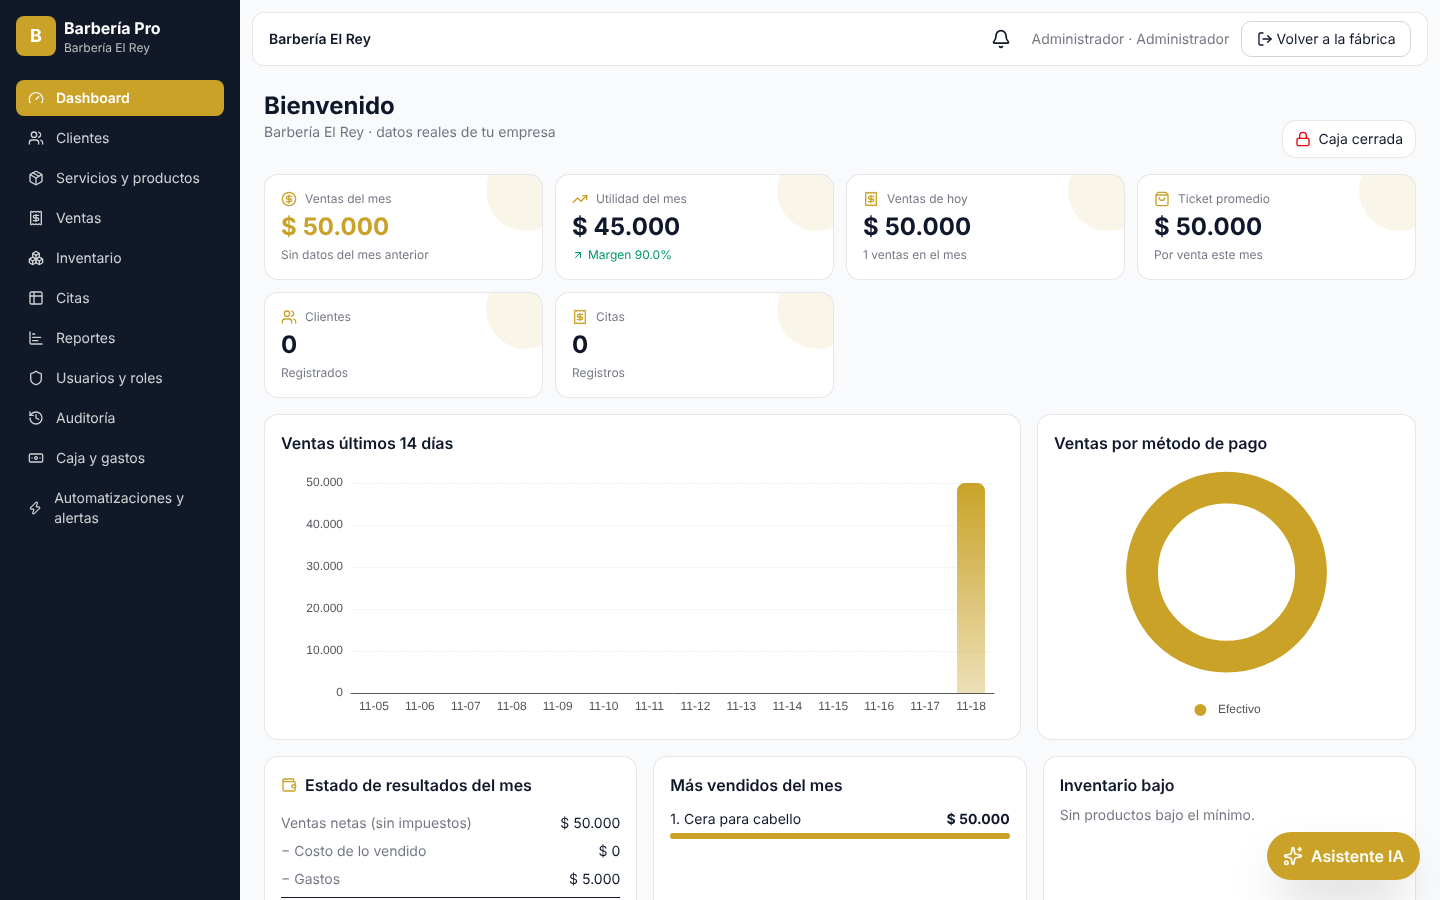 B
Barbería Pro
Barbería El Rey
Dashboard
Clientes
Servicios y productos
Ventas
Inventario
Citas
Reportes
Usuarios y roles
Auditoría
Caja y gastos
Automatizaciones y
alertas
Barbería El Rey
Administrador · Administrador
Volver a la fábrica
Bienvenido
Barbería El Rey · datos reales de tu empresa
Caja cerrada
Ventas del mes
$ 50.000
Sin datos del mes anterior
Utilidad del mes
$ 45.000
Margen 90.0%
Ventas de hoy
$ 50.000
1 ventas en el mes
Ticket promedio
$ 50.000
Por venta este mes
Clientes
0
Registrados
Citas
0
Registros
Ventas últimos 14 días
50.000
40.000
30.000
20.000
10.000
0
11-05 11-06 11-07 11-08 11-09 11-10 11-11 11-12 11-13 11-14 11-15 11-16 11-17 11-18
Ventas por método de pago
Efectivo
Estado de resultados del mes
Ventas netas (sin impuestos) $ 50.000
− Costo de lo vendido $ 0
− Gastos $ 5.000
Más vendidos del mes
1. Cera para cabello $ 50.000
Inventario bajo
Sin productos bajo el mínimo.
Asistente IA